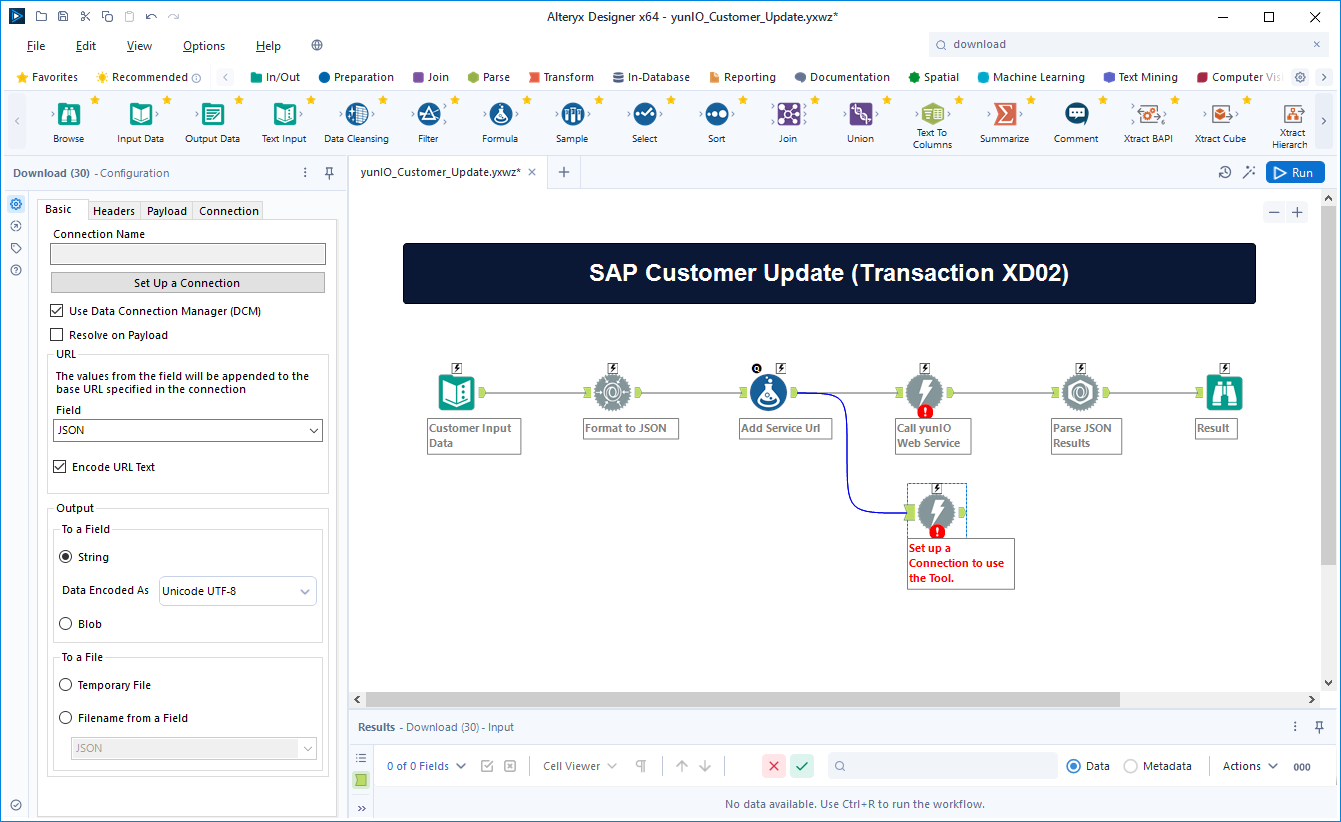 Alteryx Designer x64 - yunIO_Customer_Update.yxwz*
File Edit View Options Help
download
Favorites Recommended In/Out Preparation Join Parse Transform In-Database Reporting Documentation Spatial Machine Learning Text Mining Computer Vis
Browse Input Data Output Data Text Input Data Cleansing Filter Formula Sample Select Sort Join Union Text To Columns Summarize Comment Xtract BAPI Xtract Cube Xtract Hierarch
Download (30) - Configuration
yunIO_Customer_Update.yxwz*
Run
Basic Headers Payload Connection
Connection Name
Set Up a Connection
Use Data Connection Manager (DCM)
Resolve on Payload
URL
The values from the field will be appended to the
base URL specified in the connection
Field
JSON
Encode URL Text
Output
To a Field
String
Data Encoded As Unicode UTF-8
Blob
To a File
Temporary File
Filename from a Field
JSON
SAP Customer Update (Transaction XD02)
Customer Input
Data
Format to JSON
Add Service Url
Call yunIO
Web Service
Parse JSON
Results
Result
Set up a
Connection to use
the Tool.
Results - Download (30) - Input
0 of 0 Fields Cell Viewer Data Metadata Actions 000
No data available. Use Ctrl+R to run the workflow.